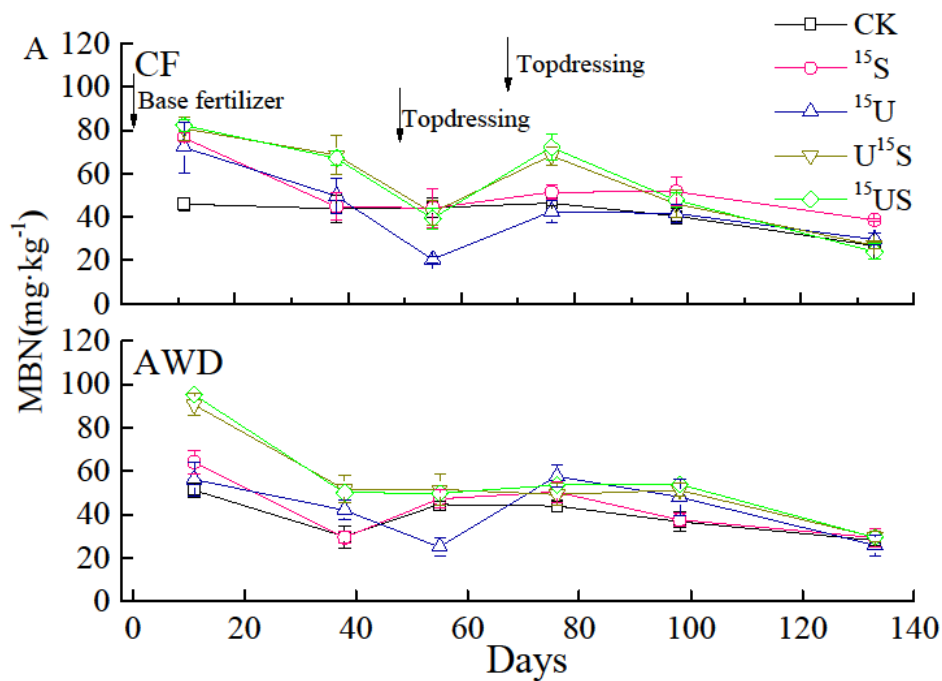 A
CF
Base fertilizer
Topdressing
Topdressing
CK
¹⁵S
¹⁵U
U¹⁵S
¹⁵US
120
100
80
60
40
20
0
MBN(mg·kg⁻¹)
AWD
120
100
80
60
40
20
0
0 20 40 60 80 100 120 140
Days